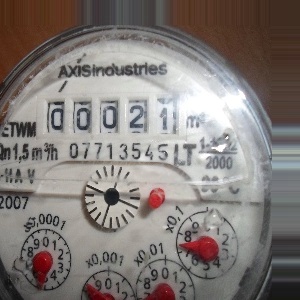 AXISindustries
00021 m³
ETWM
Qn 1,5 m³/h 07713545 LT
2000
-H A V
2007
x0,0001 x0,001 x0,01 x0,1